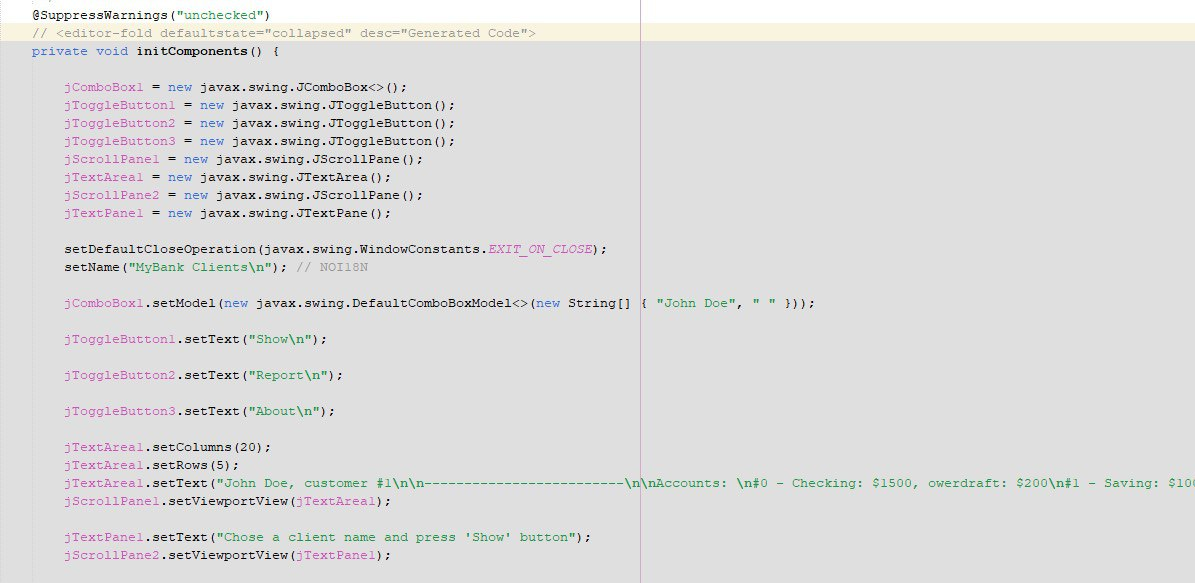 @SuppressWarnings("unchecked")
// <editor-fold defaultstate="collapsed" desc="Generated Code">
private void initComponents() {
jComboBox1 = new javax.swing.JComboBox<>();
jToggleButton1 = new javax.swing.JToggleButton();
jToggleButton2 = new javax.swing.JToggleButton();
jToggleButton3 = new javax.swing.JToggleButton();
jScrollPane1 = new javax.swing.JScrollPane();
jTextArea1 = new javax.swing.JTextArea();
jScrollPane2 = new javax.swing.JScrollPane();
jTextPane1 = new javax.swing.JTextPane();
setDefaultCloseOperation(javax.swing.WindowConstants.EXIT_ON_CLOSE);
setName("MyBank Clients\n"); // NOI18N
jComboBox1.setModel(new javax.swing.DefaultComboBoxModel<>(new String[] { "John Doe", " " }));
jToggleButton1.setText("Show\n");
jToggleButton2.setText("Report\n");
jToggleButton3.setText("About\n");
jTextArea1.setColumns(20);
jTextArea1.setRows(5);
jTextArea1.setText("John Doe, customer #1\n\n-------------------------\n\nAccounts: \n#0 - Checking: $1500, owerdraft: $200\n#1 - Saving: $100
jScrollPane1.setViewportView(jTextArea1);
jTextPane1.setText("Chose a client name and press 'Show' button");
jScrollPane2.setViewportView(jTextPane1);